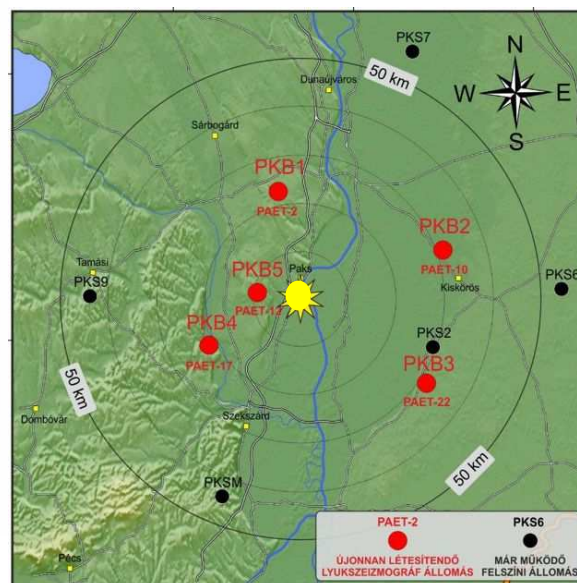 PKS7
50 km
N
W E
S
Dunaújváros
Sárbogárd
PKB1
PAET-2
PKB2
PAET-10
Tamási
PKS9
PKB5
PAET-12
Paks
Kiskőrös
PKS6
PKB4
PAET-17
PKS2
PKB3
PAET-22
50 km
Dombóvár
Szekszárd
50 km
PKSM
Pécs
PAET-2
ÚJONNAN LÉTESÍTENDŐ
LYUKSZEIZMOGRÁF ÁLLOMÁS
PKS6
MÁR MŰKÖDŐ
FELSZÍNI ÁLLOMÁS